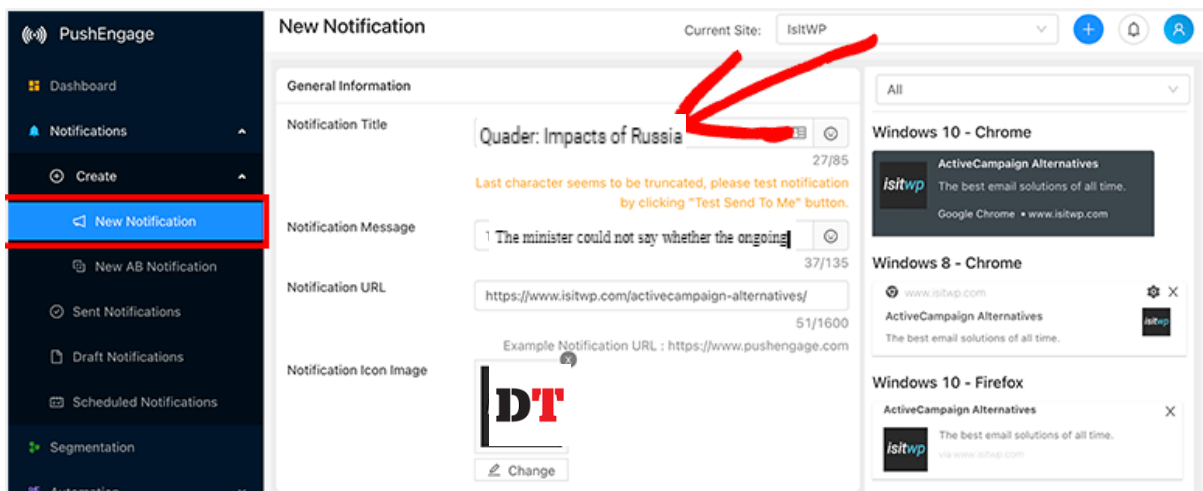 PushEngage
New Notification
Current Site:
IsItWP
Dashboard
Notifications
Create
New Notification
New AB Notification
Sent Notifications
Draft Notifications
Scheduled Notifications
Segmentation
Automation
General Information
Notification Title
Quader: Impacts of Russia
27/85
Last character seems to be truncated, please test notification
by clicking "Test Send To Me" button.
Notification Message
The minister could not say whether the ongoing
37/135
Notification URL
https://www.isitwp.com/activecampaign-alternatives/
51/1600
Example Notification URL : https://www.pushengage.com
Notification Icon Image
x
DT
Change
All
Windows 10 - Chrome
isitwp
ActiveCampaign Alternatives
The best email solutions of all time.
Google Chrome • www.isitwp.com
Windows 8 - Chrome
www.isitwp.com
X
ActiveCampaign Alternatives
The best email solutions of all time.
isitwp
Windows 10 - Firefox
ActiveCampaign Alternatives
X
isitwp
The best email solutions of all time.
via www.isitwp.com